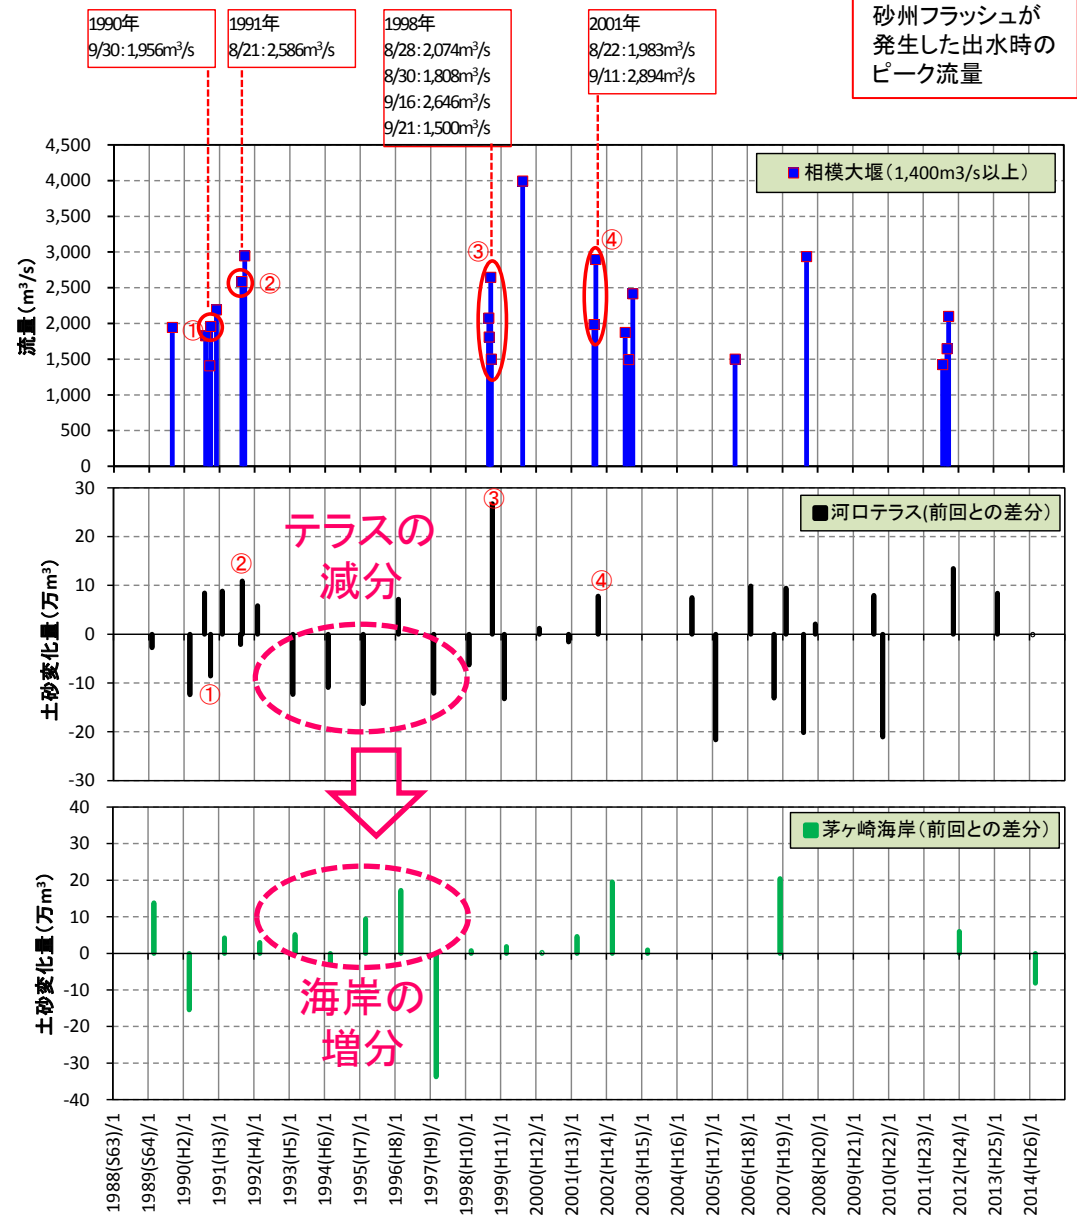 1990年
9/30：1,956m³/s
1991年
8/21：2,586m³/s
1998年
8/28：2,074m³/s
8/30：1,808m³/s
9/16：2,646m³/s
9/21：1,500m³/s
2001年
8/22：1,983m³/s
9/11：2,894m³/s
砂州フラッシュが
発生した出水時の
ピーク流量
流量（m³/s）
4,500
4,000
3,500
3,000
2,500
2,000
1,500
1,000
500
0
相模大堰（1,400m3/s以上）
①
②
③
④
土砂変化量（万m³）
30
20
10
0
-10
-20
-30
河口テラス(前回との差分）
テラスの
減分
①
②
③
④
土砂変化量（万m³）
40
30
20
10
0
-10
-20
-30
-40
茅ヶ崎海岸（前回との差分）
海岸の
増分
1988(S63)/1
1989(S64)/1
1990(H2)/1
1991(H3)/1
1992(H4)/1
1993(H5)/1
1994(H6)/1
1995(H7)/1
1996(H8)/1
1997(H9)/1
1998(H10)/1
1999(H11)/1
2000(H12)/1
2001(H13)/1
2002(H14)/1
2003(H15)/1
2004(H16)/1
2005(H17)/1
2006(H18)/1
2007(H19)/1
2008(H20)/1
2009(H21)/1
2010(H22)/1
2011(H23)/1
2012(H24)/1
2013(H25)/1
2014(H26)/1